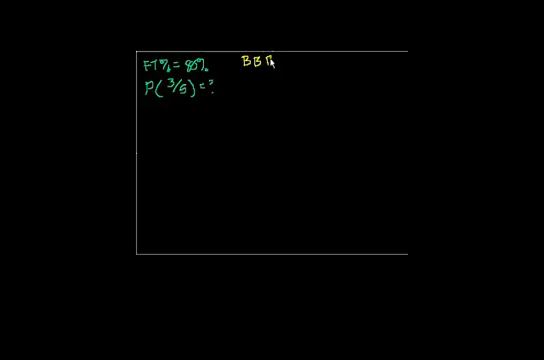 FT% = 80%
B B B
P(3/5) = ?